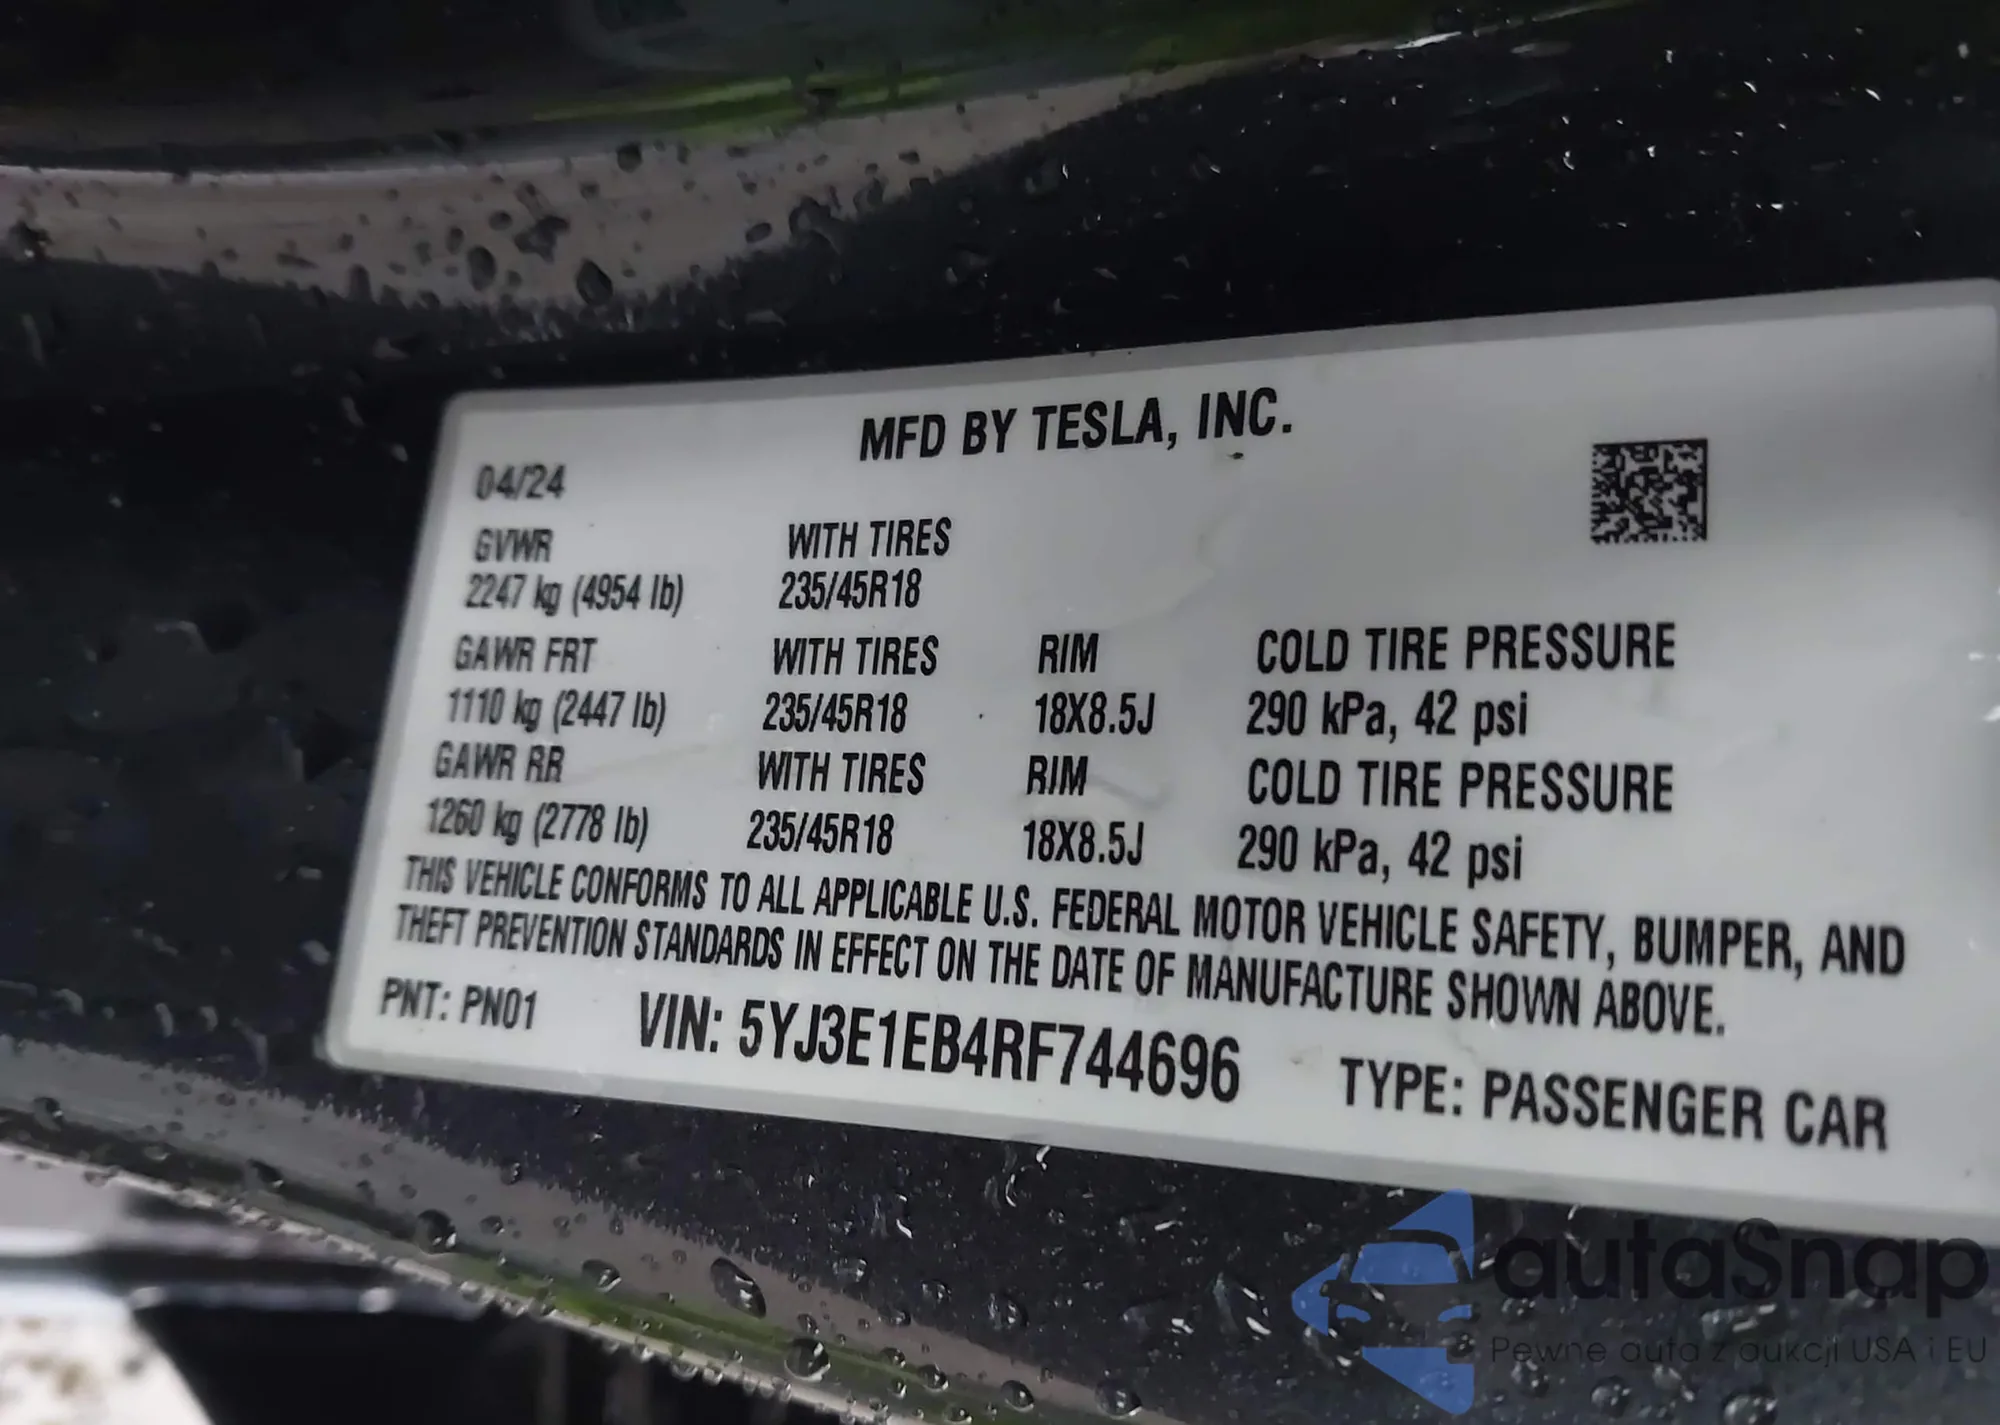 MFD BY TESLA, INC.
04/24
GVWR WITH TIRES
2247 kg (4954 lb) 235/45R18
GAWR FRT WITH TIRES RIM COLD TIRE PRESSURE
1110 kg (2447 lb) 235/45R18 18X8.5J 290 kPa, 42 psi
GAWR RR WITH TIRES RIM COLD TIRE PRESSURE
1260 kg (2778 lb) 235/45R18 18X8.5J 290 kPa, 42 psi
THIS VEHICLE CONFORMS TO ALL APPLICABLE U.S. FEDERAL MOTOR VEHICLE SAFETY, BUMPER, AND
THEFT PREVENTION STANDARDS IN EFFECT ON THE DATE OF MANUFACTURE SHOWN ABOVE.
PNT: PN01 VIN: 5YJ3E1EB4RF744696 TYPE: PASSENGER CAR
autaSnap
Pewne auta z aukcji USA i EU